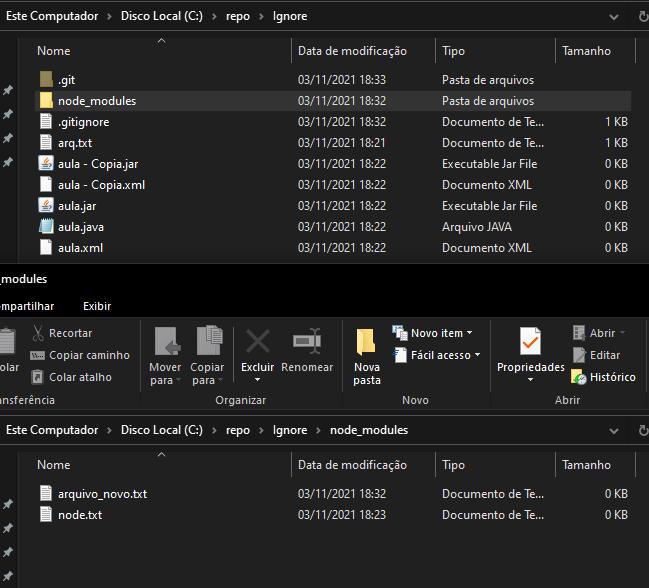 Este Computador > Disco Local (C:) > repo > Ignore
Nome Data de modificação Tipo Tamanho
.git 03/11/2021 18:33 Pasta de arquivos
node_modules 03/11/2021 18:32 Pasta de arquivos
.gitignore 03/11/2021 18:32 Documento de Te... 1 KB
arq.txt 03/11/2021 18:21 Documento de Te... 1 KB
aula - Copia.jar 03/11/2021 18:22 Executable Jar File 0 KB
aula - Copia.xml 03/11/2021 18:22 Documento XML 0 KB
aula.jar 03/11/2021 18:22 Executable Jar File 0 KB
aula.java 03/11/2021 18:22 Arquivo JAVA 0 KB
aula.xml 03/11/2021 18:22 Documento XML 0 KB
_modules
mpartilhar Exibir
olar
Recortar
Copiar caminho
Colar atalho
nsferência
Mover
para
Copiar
para
Excluir
Renomear
Organizar
Nova
pasta
Novo item
Fácil acesso
Novo
Propriedades
Abrir
Editar
Histórico
Abrir
Este Computador > Disco Local (C:) > repo > Ignore > node_modules
Nome Data de modificação Tipo Tamanho
arquivo_novo.txt 03/11/2021 18:32 Documento de Te... 0 KB
node.txt 03/11/2021 18:23 Documento de Te... 0 KB